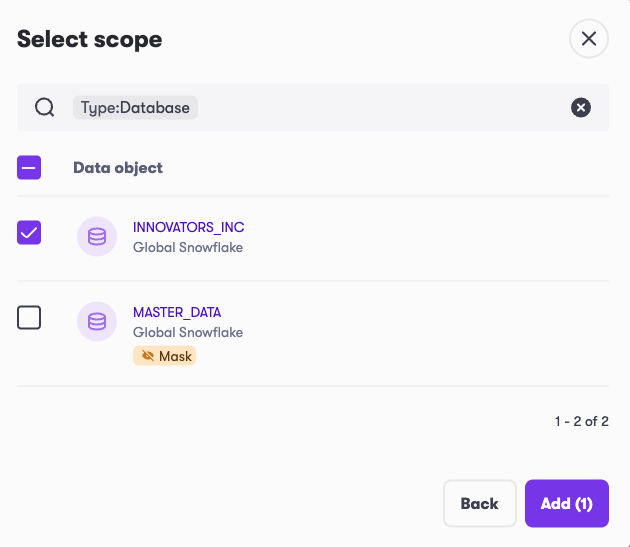 Select scope
Type:Database
Data object
INNOVATORS_INC
Global Snowflake
MASTER_DATA
Global Snowflake
Mask
1 - 2 of 2
Back
Add (1)